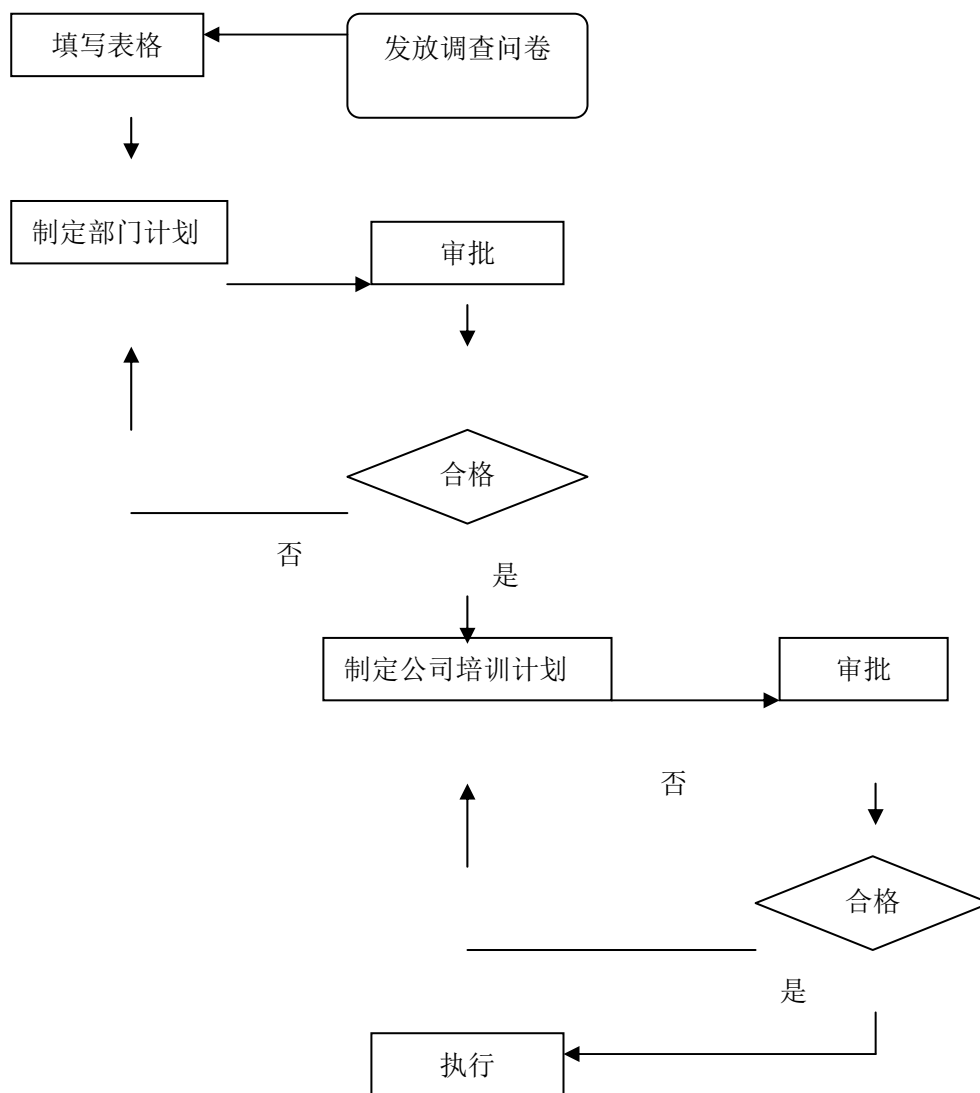 填写表格
发放调查问卷
制定部门计划
审批
合格
否
是
制定公司培训计划
审批
否
合格
是
执行